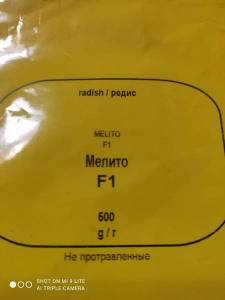 radish / редис
MELITO
F1
Мелито
F1
500
g / г
Не протравленные
SHOT ON MI 9 LITE
AI TRIPLE CAMERA